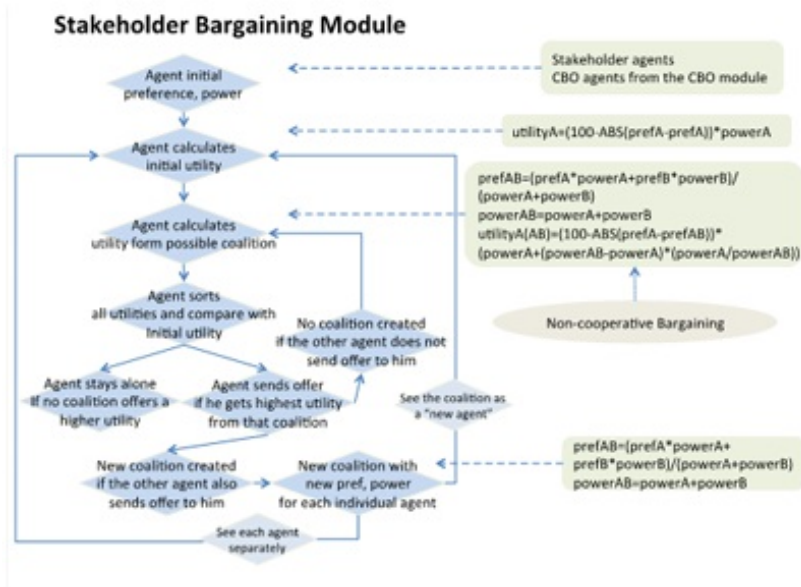 Stakeholder Bargaining Module
Agent initial
preference, power
Stakeholder agents
CBO agents from the CBO module
Agent calculates
initial utility
utilityA=(100-ABS(prefA-prefA))*powerA
Agent calculates
utility form possible coalition
prefAB=(prefA*powerA+prefB*powerB)/
(powerA+powerB)
powerAB=powerA+powerB
utilityA(AB)=(100-ABS(prefA-prefAB))*
(powerA+(powerAB-powerA)*(powerA/powerAB))
Non-cooperative Bargaining
Agent sorts
all utilities and compare with
Initial utility
No coalition created
if the other agent does not
send offer to him
Agent stays alone
If no coalition offers a
higher utility
Agent sends offer
if he gets highest utility
from that coalition
See the coalition as
a "new agent"
New coalition created
if the other agent also
sends offer to him
New coalition with
new pref, power
for each individual agent
prefAB=(prefA*powerA+
prefB*powerB)/(powerA+powerB)
powerAB=powerA+powerB
See each agent
separately